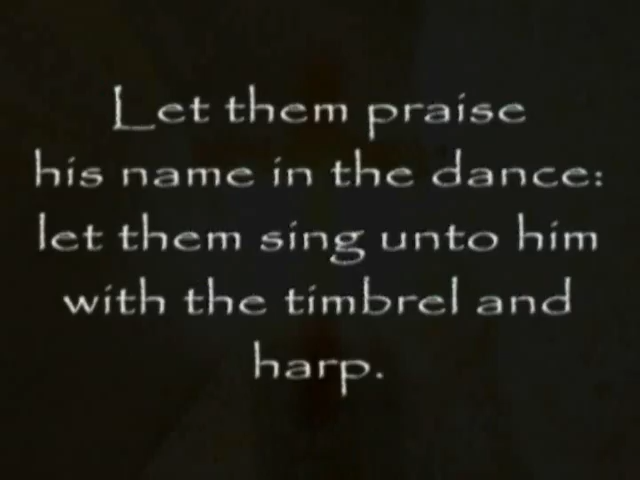 Let them praise
his name in the dance:
let them sing unto him
with the timbrel and
harp.